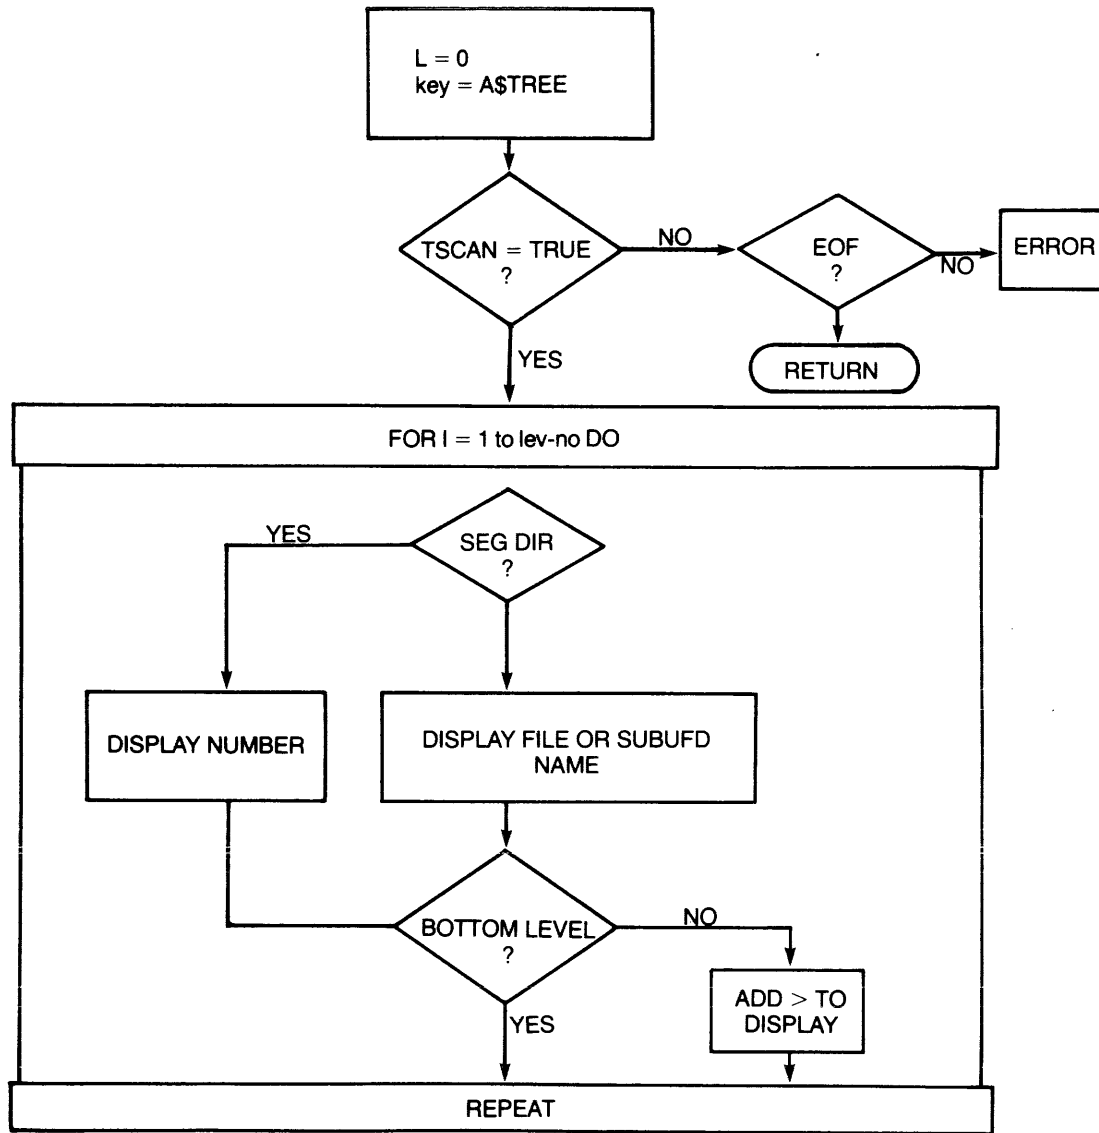 L = 0
key = A$TREE
TSCAN = TRUE
?
NO
EOF
?
NO
ERROR
YES
RETURN
FOR I = 1 to lev-no DO
YES
SEG DIR
?
DISPLAY NUMBER
DISPLAY FILE OR SUBUFD
NAME
BOTTOM LEVEL
?
NO
YES
ADD > TO
DISPLAY
REPEAT